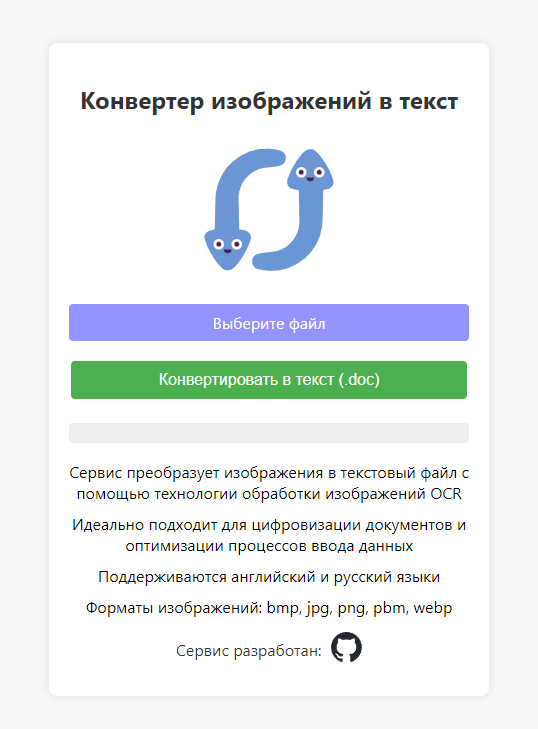 Конвертер изображений в текст
Выберите файл
Конвертировать в текст (.doc)
Сервис преобразует изображения в текстовый файл с
помощью технологии обработки изображений OCR
Идеально подходит для цифровизации документов и
оптимизации процессов ввода данных
Поддерживаются английский и русский языки
Форматы изображений: bmp, jpg, png, pbm, webp
Сервис разработан: